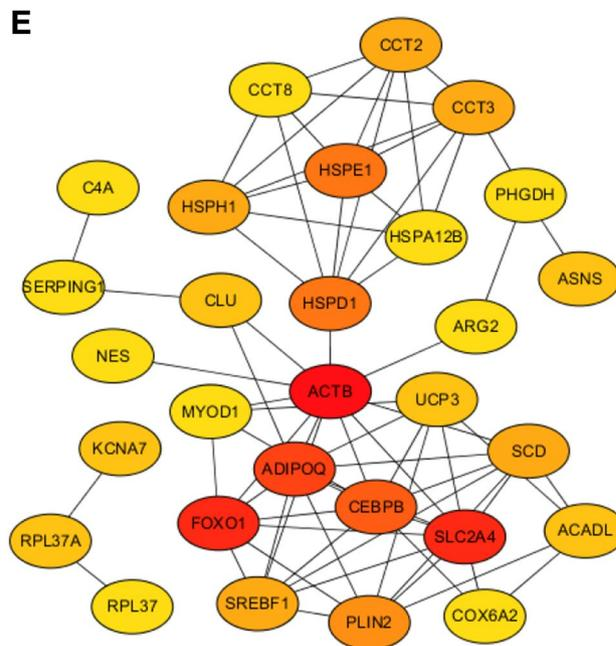 E
CCT2
CCT8
CCT3
HSPE1
C4A
PHGDH
HSPH1
HSPA12B
ASNS
SERPING1
CLU
HSPD1
ARG2
NES
ACTB
UCP3
MYOD1
KCNA7
SCD
ADIPOQ
CEBPB
FOXO1
SLC2A4
ACADL
RPL37A
RPL37
SREBF1
PLIN2
COX6A2